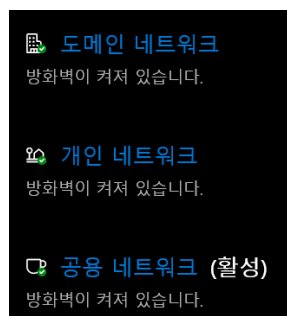 도메인 네트워크
방화벽이 켜져 있습니다.
개인 네트워크
방화벽이 켜져 있습니다.
공용 네트워크 (활성)
방화벽이 켜져 있습니다.